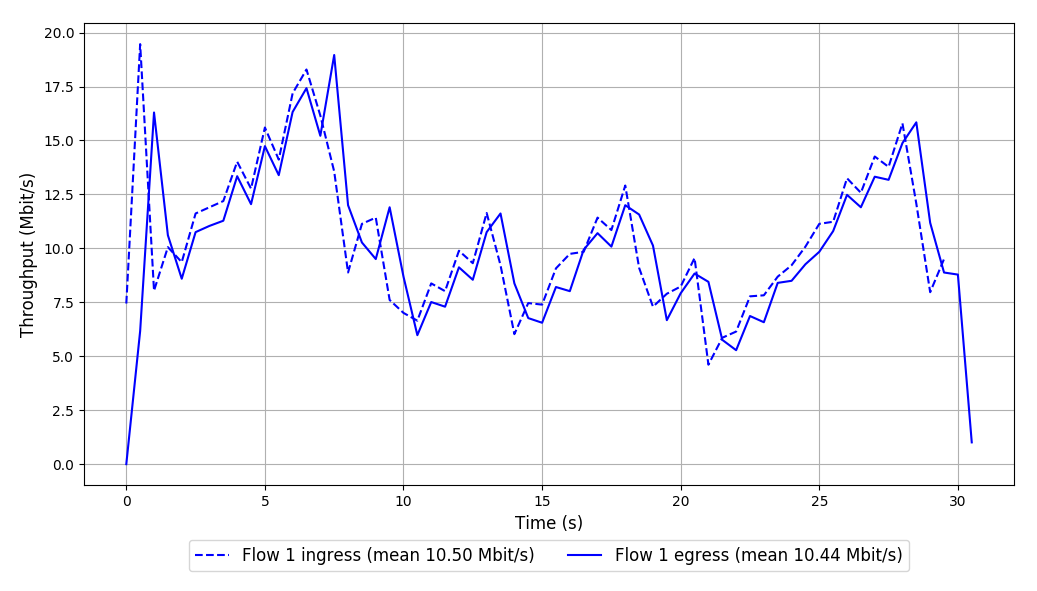 Throughput (Mbit/s)
20.0
17.5
15.0
12.5
10.0
7.5
5.0
2.5
0.0
0 5 10 15 20 25 30
Time (s)
Flow 1 ingress (mean 10.50 Mbit/s) Flow 1 egress (mean 10.44 Mbit/s)